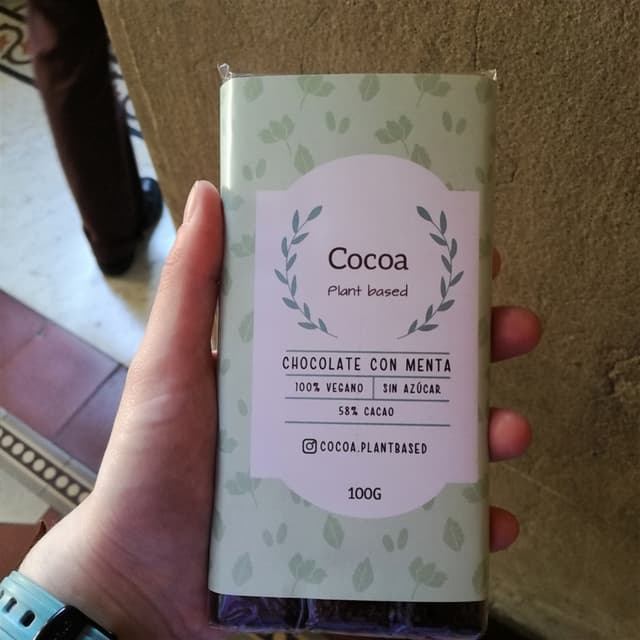 Cocoa
Plant based
CHOCOLATE CON MENTA
100% VEGANO SIN AZÚCAR
58% CACAO
COCOA.PLANTBASED
100G